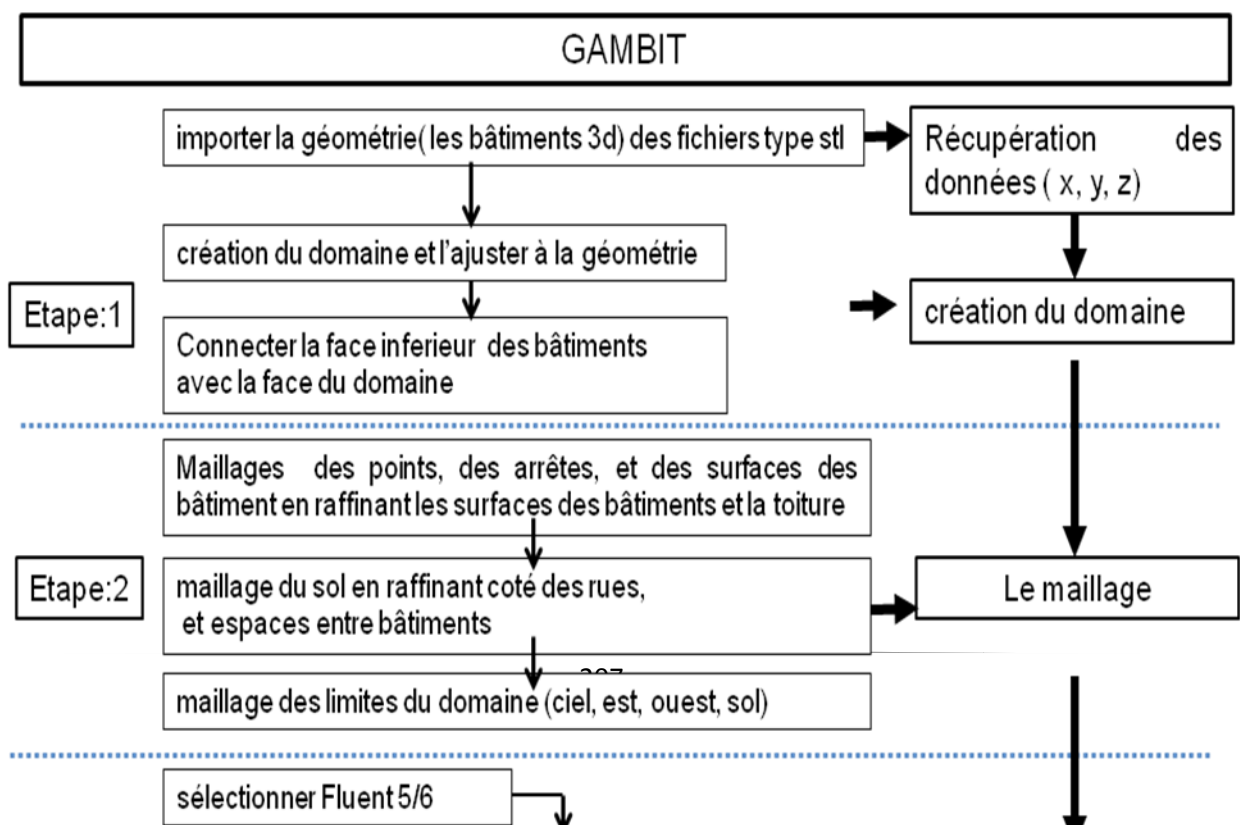 GAMBIT
importer la géométrie( les bâtiments 3d) des fichiers type stl
Récupération des
données ( x, y, z)
création du domaine et l'ajuster à la géométrie
Etape:1
création du domaine
Connecter la face inferieur des bâtiments
avec la face du domaine
Maillages des points, des arrêtes, et des surfaces des
bâtiment en raffinant les surfaces des bâtiments et la toiture
Etape:2
maillage du sol en raffinant coté des rues,
et espaces entre bâtiments
Le maillage
maillage des limites du domaine (ciel, est, ouest, sol)
sélectionner Fluent 5/6